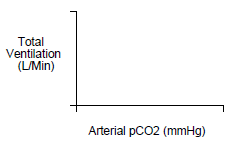 Total
Ventilation
(L/Min)
Arterial pCO2 (mmHg)